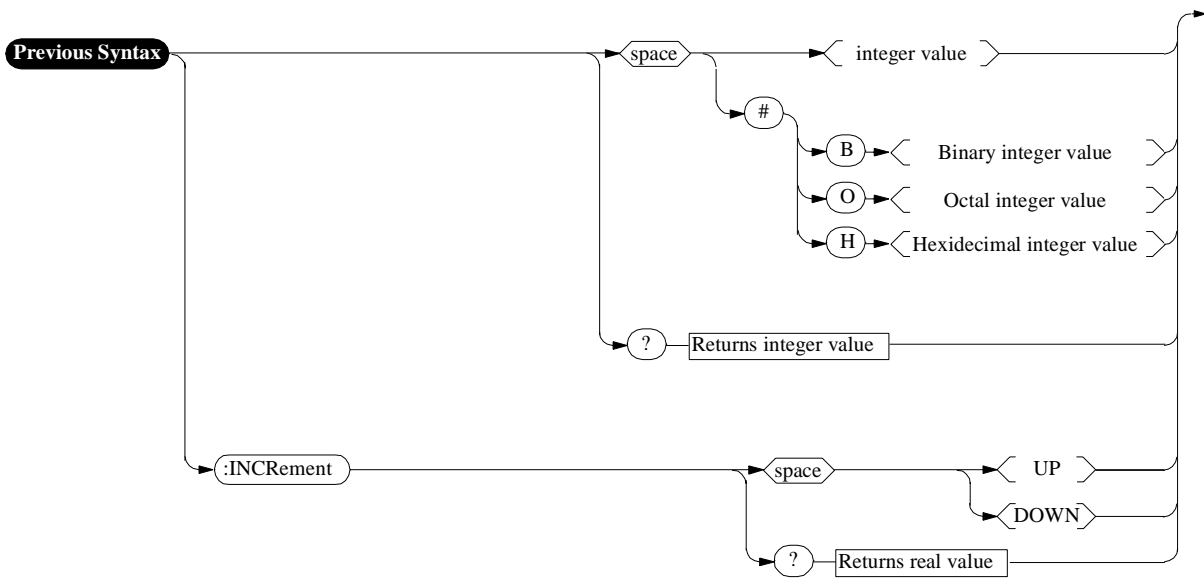 Previous Syntax
space
integer value
#
B
Binary integer value
O
Octal integer value
H
Hexidecimal integer value
?
Returns integer value
:INCRement
space
UP
DOWN
?
Returns real value